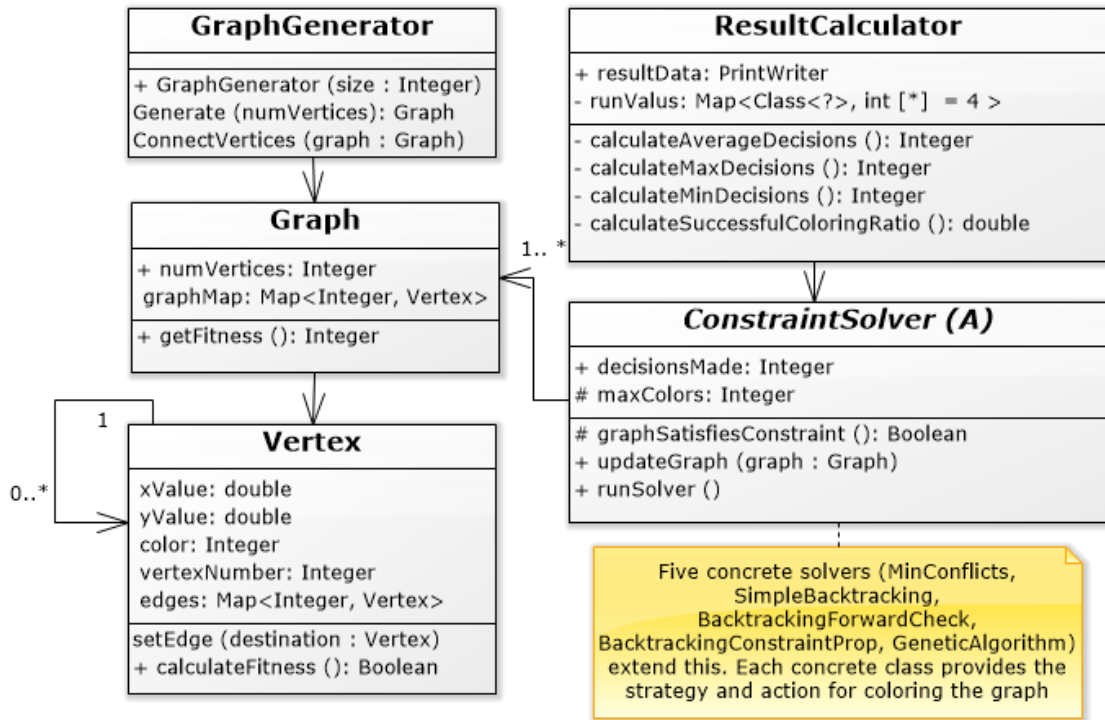 GraphGenerator
+ GraphGenerator (size : Integer)
Generate (numVertices): Graph
ConnectVertices (graph : Graph)
Graph
+ numVertices: Integer
graphMap: Map<Integer, Vertex>
+ getFitness (): Integer
1
0..*
Vertex
xValue: double
yValue: double
color: Integer
vertexNumber: Integer
edges: Map<Integer, Vertex>
setEdge (destination : Vertex)
+ calculateFitness (): Boolean
ResultCalculator
+ resultData: PrintWriter
- runValus: Map<Class<?>, int [*] = 4 >
- calculateAverageDecisions (): Integer
- calculateMaxDecisions (): Integer
- calculateMinDecisions (): Integer
- calculateSuccessfulColoringRatio (): double
1.. *
ConstraintSolver (A)
+ decisionsMade: Integer
# maxColors: Integer
# graphSatisfiesConstraint (): Boolean
+ updateGraph (graph : Graph)
+ runSolver ()
Five concrete solvers (MinConflicts,
SimpleBacktracking,
BacktrackingForwardCheck,
BacktrackingConstraintProp, GeneticAlgorithm)
extend this. Each concrete class provides the
strategy and action for coloring the graph